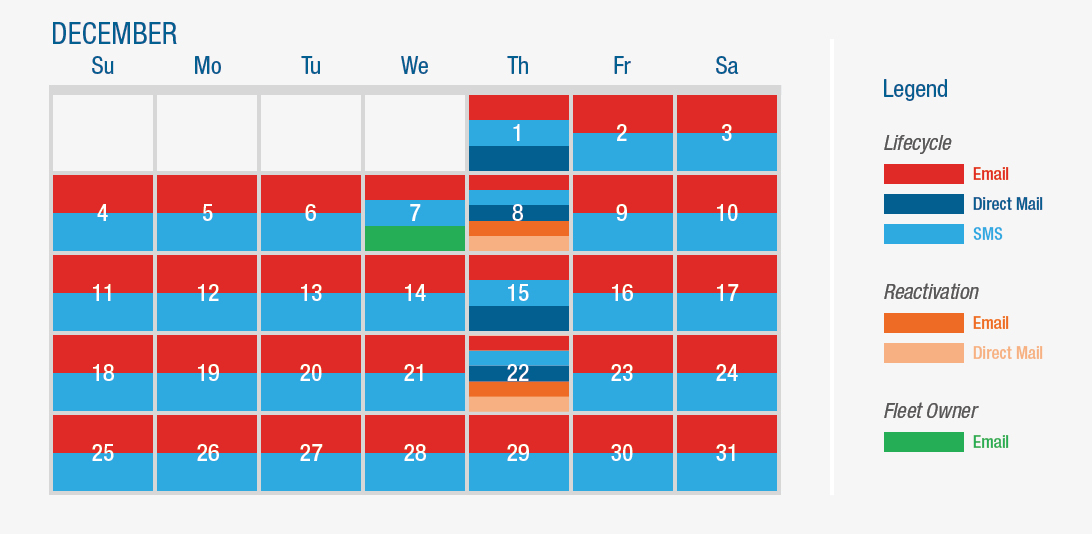 DECEMBER
Su Mo Tu We Th Fr Sa
1 2 3
4 5 6 7 8 9 10
11 12 13 14 15 16 17
18 19 20 21 22 23 24
25 26 27 28 29 30 31
Legend
Lifecycle
Email
Direct Mail
SMS
Reactivation
Email
Direct Mail
Fleet Owner
Email